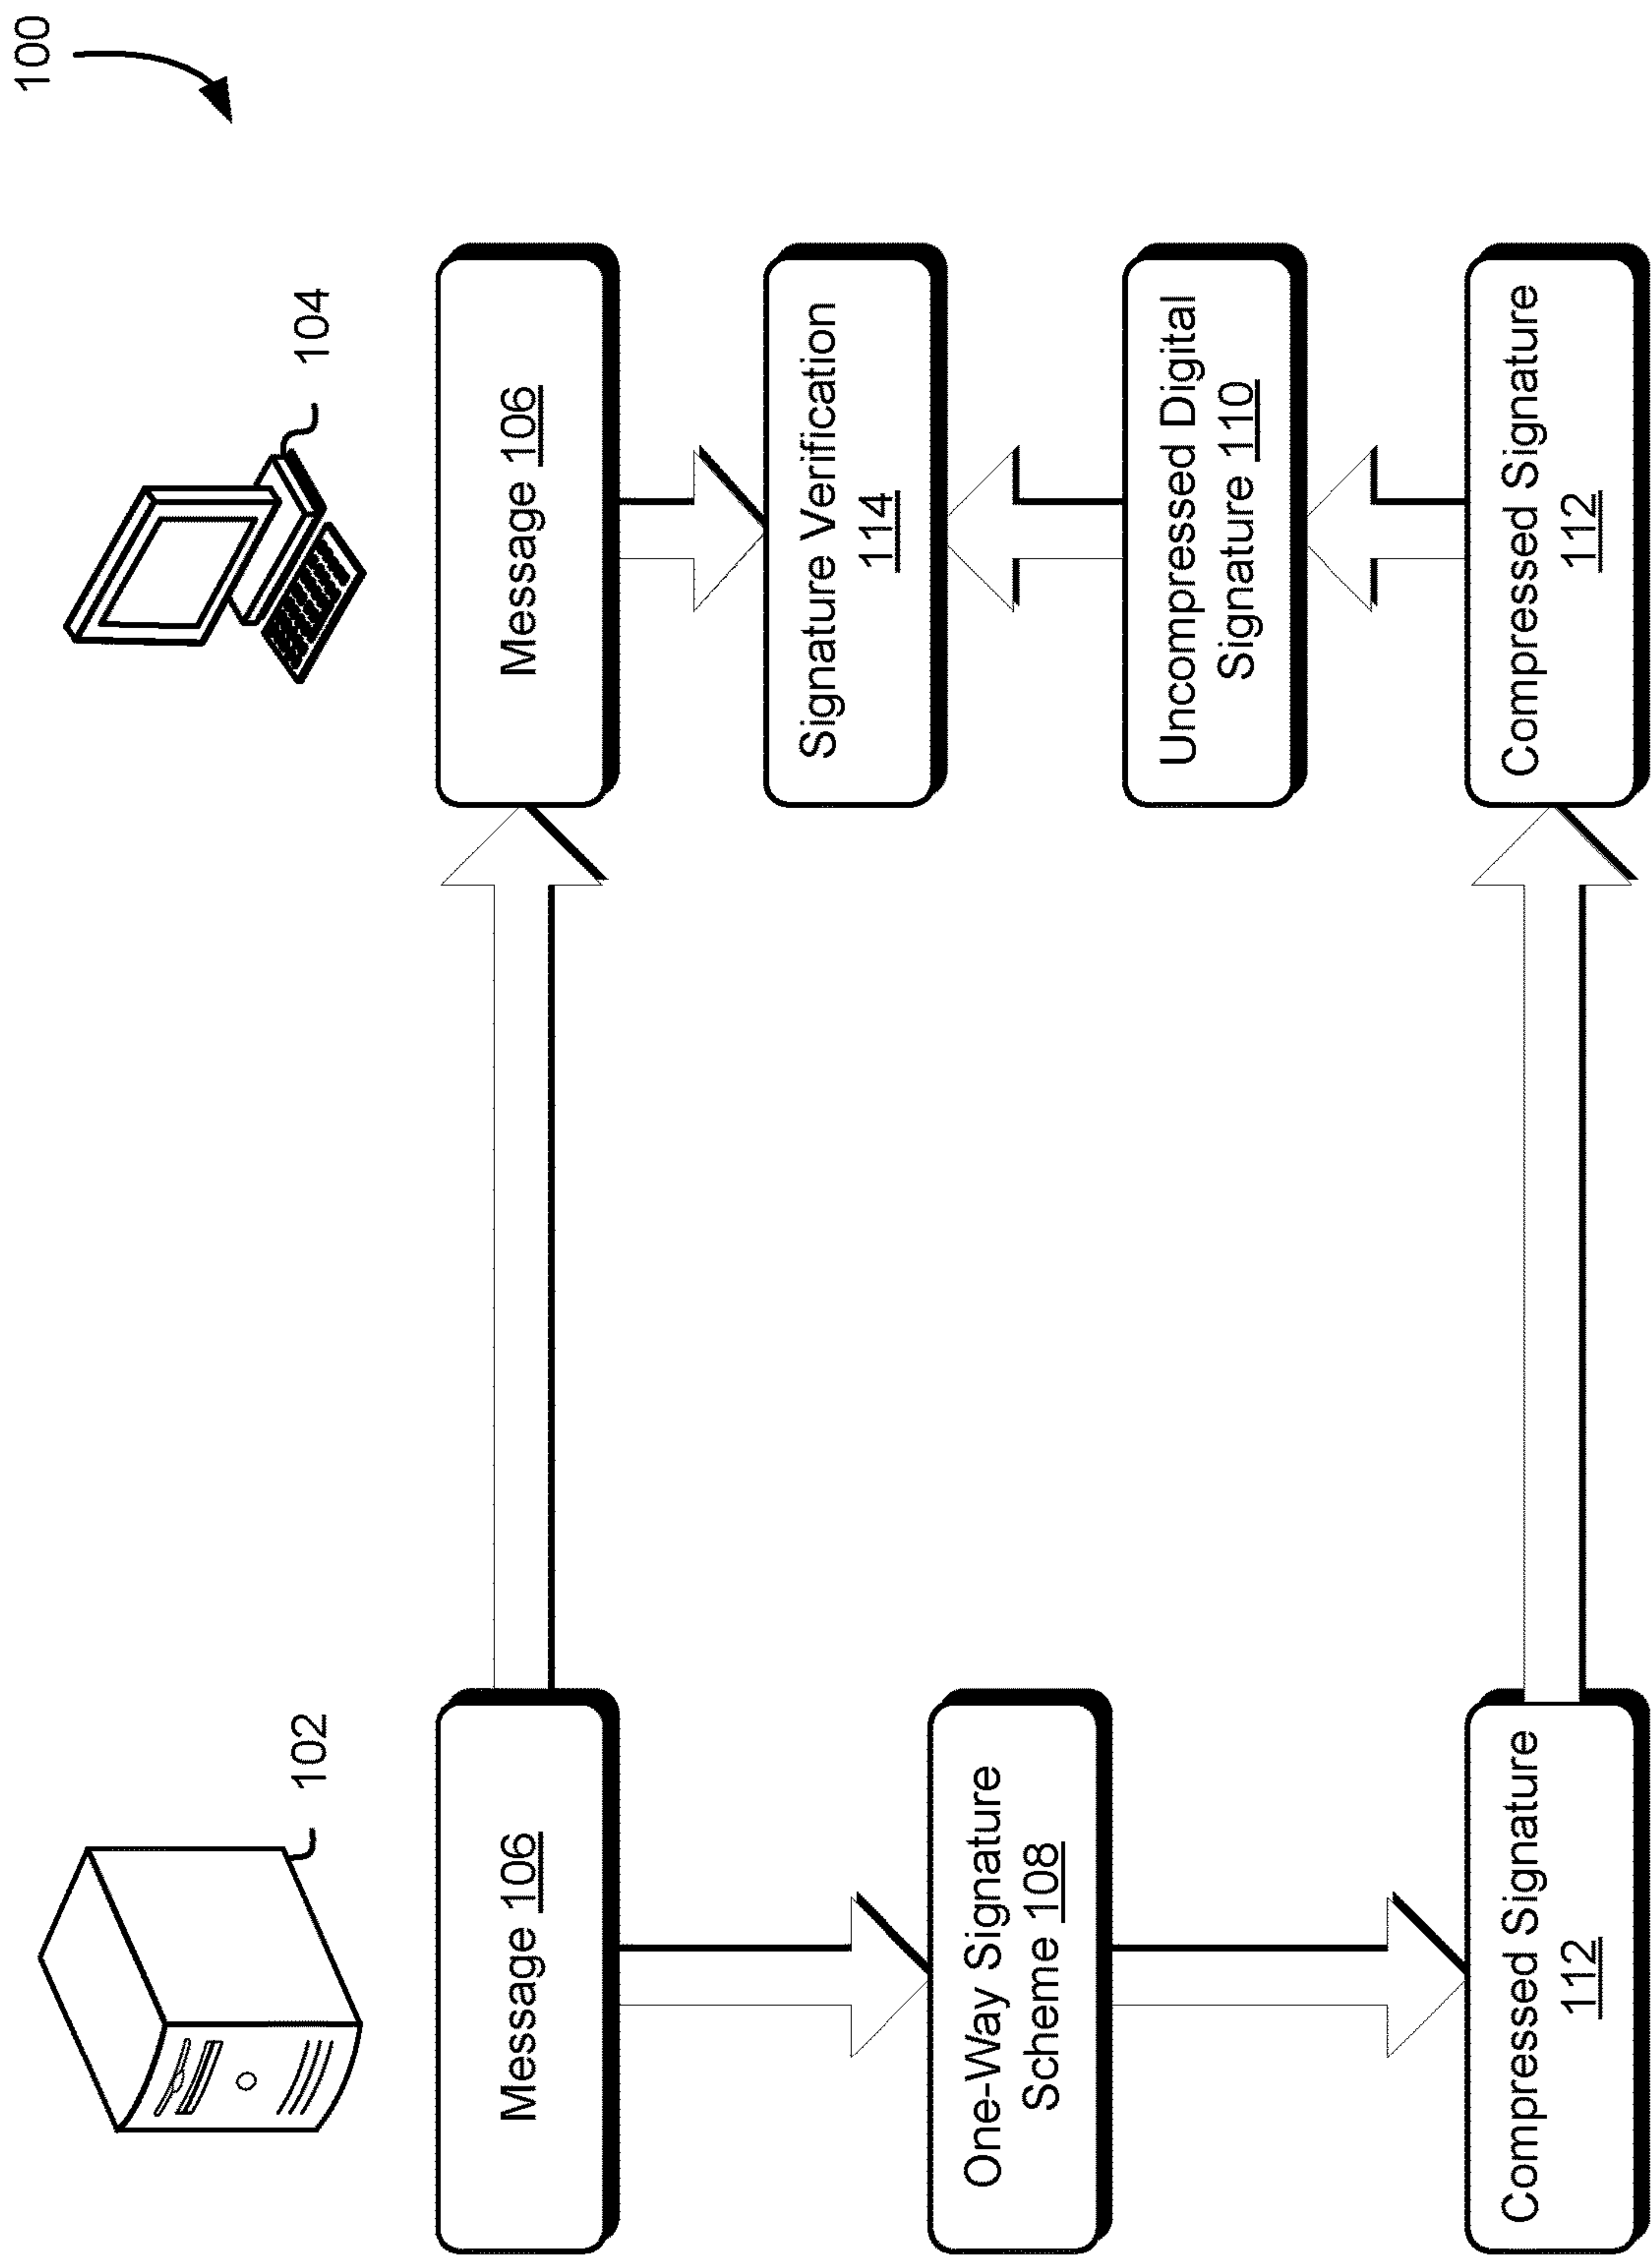 100
102
104
Message 106
Message 106
One-Way Signature
Scheme 108
Signature Verification
114
Uncompressed Digital
Signature 110
Compressed Signature
112
Compressed Signature
112